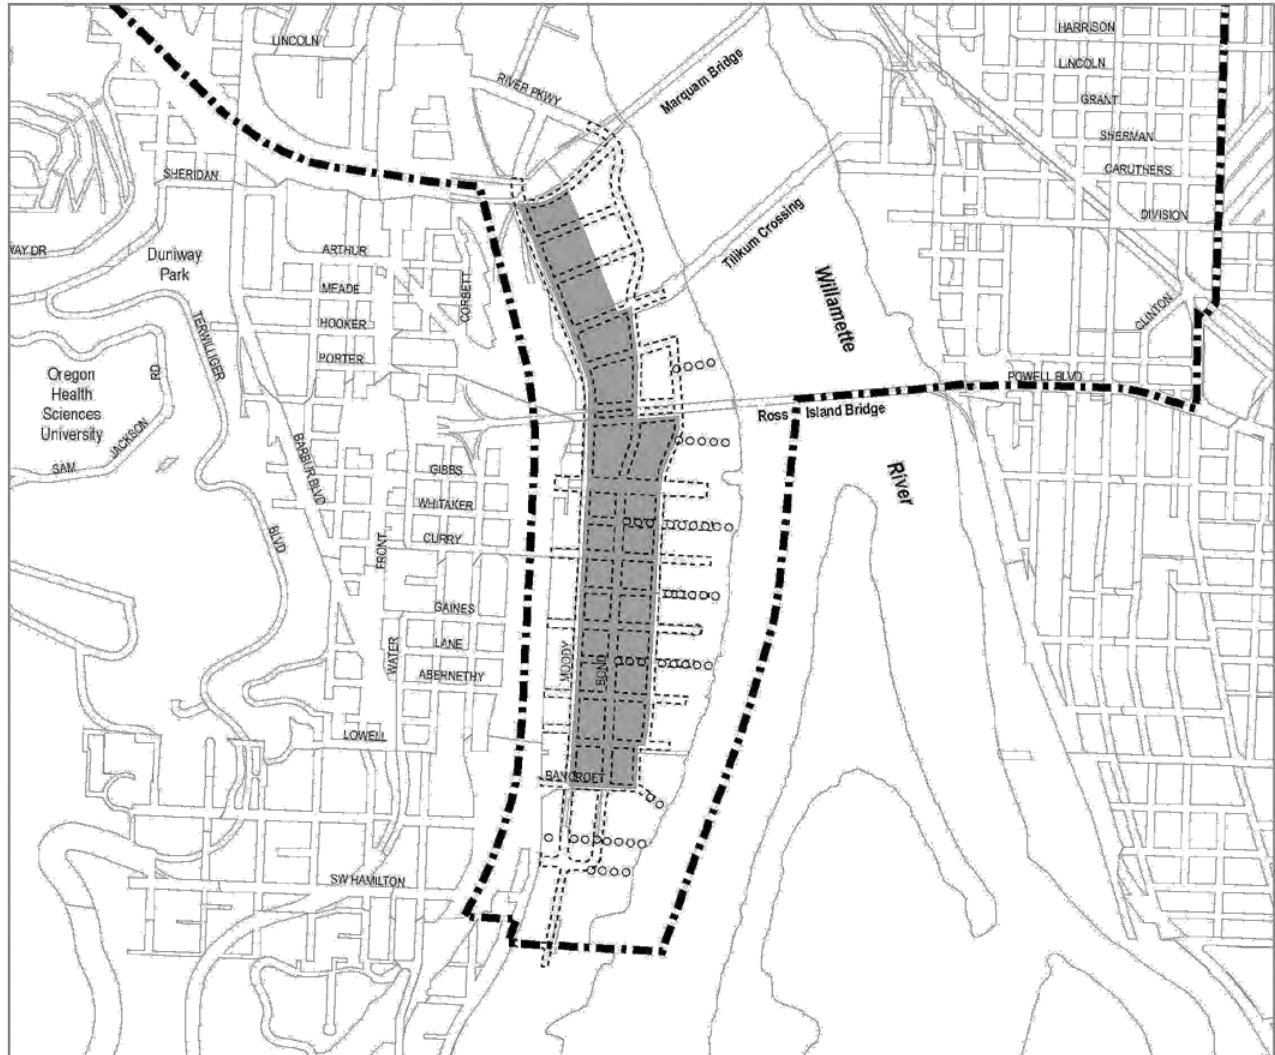 LINCOLN
RIVER PKWY
Marquam Bridge
HARRISON
LINCOLN
GRANT
SHERMAN
CARUTHERS
DIVISION
SHERIDAN
WAY DR
Duniway
Park
ARTHUR
MEADE
HOOKER
PORTER
CORBETT
Tilikum Crossing
Willamette
River
CLINTON
POWELL BLVD
Ross Island Bridge
TERWILLIGER
BLVD
Oregon
Health
Sciences
University
SAM
JACKSON
RD
BARBUR BLVD
GIBBS
WHITAKER
CURRY
FRONT
GAINES
LANE
ABERNETHY
WATER
LOWELL
MOODY
BOND
BANCROFT
SW HAMILTON